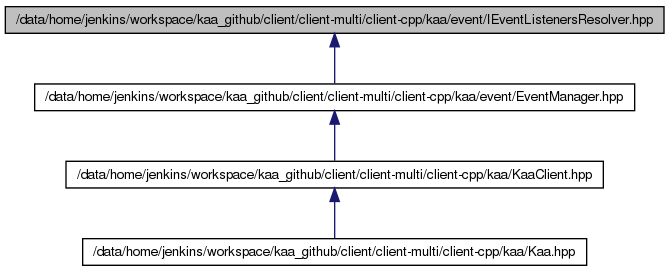 /data/home/jenkins/workspace/kaa_github/client/client-multi/client-cpp/kaa/event/IEventListenersResolver.hpp
/data/home/jenkins/workspace/kaa_github/client/client-multi/client-cpp/kaa/event/EventManager.hpp
/data/home/jenkins/workspace/kaa_github/client/client-multi/client-cpp/kaa/KaaClient.hpp
/data/home/jenkins/workspace/kaa_github/client/client-multi/client-cpp/kaa/Kaa.hpp